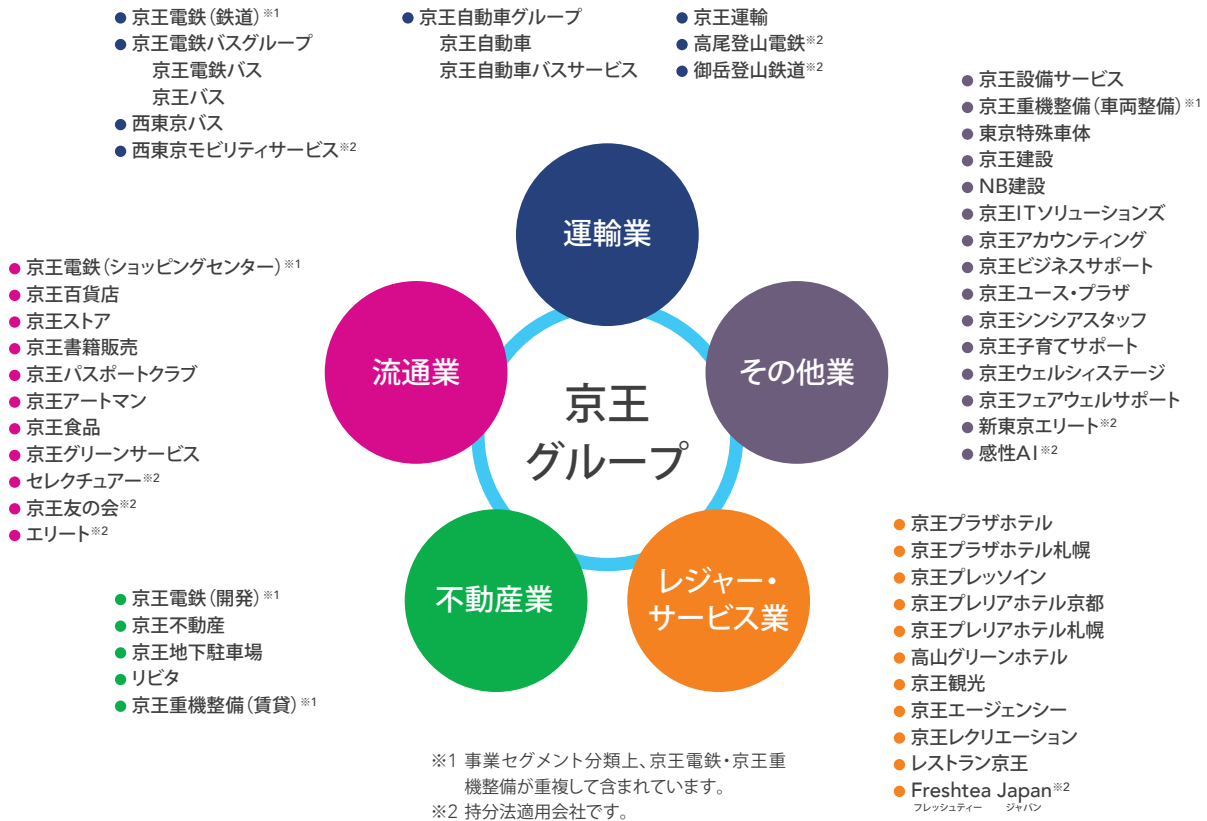 ● 京王電鉄(鉄道)※1
● 京王電鉄バスグループ
京王電鉄バス
京王バス
● 西東京バス
● 西東京モビリティサービス※2
● 京王自動車グループ
京王自動車
京王自動車バスサービス
● 京王運輸
● 高尾登山電鉄※2
● 御岳登山鉄道※2
● 京王設備サービス
● 京王重機整備(車両整備)※1
● 東京特殊車体
● 京王建設
● NB建設
● 京王ITソリューションズ
● 京王アカウンティング
● 京王ビジネスサポート
● 京王ユース・プラザ
● 京王シンシアスタッフ
● 京王子育てサポート
● 京王ウェルシィステージ
● 京王フェアウェルサポート
● 新東京エリート※2
● 感性AI※2
運輸業
流通業
その他業
京王
グループ
不動産業
レジャー・
サービス業
● 京王電鉄(ショッピングセンター)※1
● 京王百貨店
● 京王ストア
● 京王書籍販売
● 京王パスポートクラブ
● 京王アートマン
● 京王食品
● 京王グリーンサービス
● セレクチュアー※2
● 京王友の会※2
● エリート※2
● 京王電鉄(開発)※1
● 京王不動産
● 京王地下駐車場
● リビタ
● 京王重機整備(賃貸)※1
● 京王プラザホテル
● 京王プラザホテル札幌
● 京王プレッソイン
● 京王プレリアホテル京都
● 京王プレリアホテル札幌
● 高山グリーンホテル
● 京王観光
● 京王エージェンシー
● 京王レクリエーション
● レストラン京王
● Freshtea Japan※2
フレッシュティー ジャパン
※1 事業セグメント分類上、京王電鉄・京王重
機整備が重複して含まれています。
※2 持分法適用会社です。